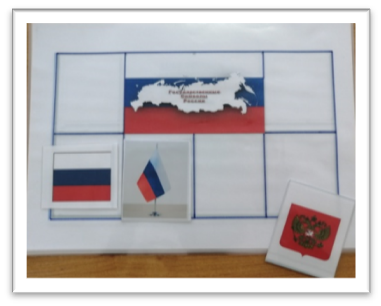 Государственные
символы
России